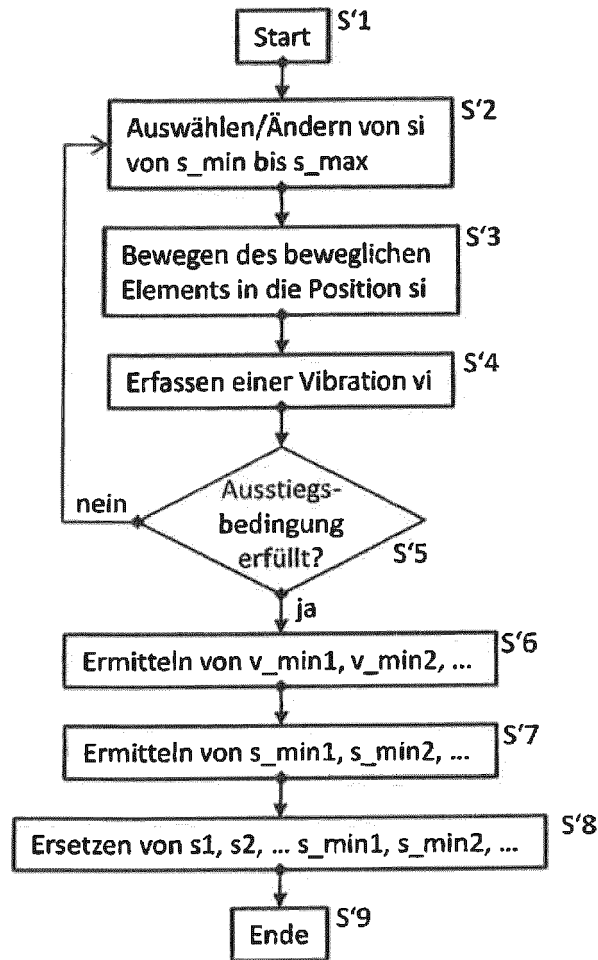 Start
S'1
Auswählen/Ändern von si
von s_min bis s_max
S'2
Bewegen des beweglichen
Elements in die Position si
S'3
Erfassen einer Vibration vi
S'4
Ausstiegs-
bedingung
erfüllt?
S'5
nein
ja
Ermitteln von v_min1, v_min2, ...
S'6
Ermitteln von s_min1, s_min2, ...
S'7
Ersetzen von s1, s2, ... s_min1, s_min2, ...
S'8
Ende
S'9